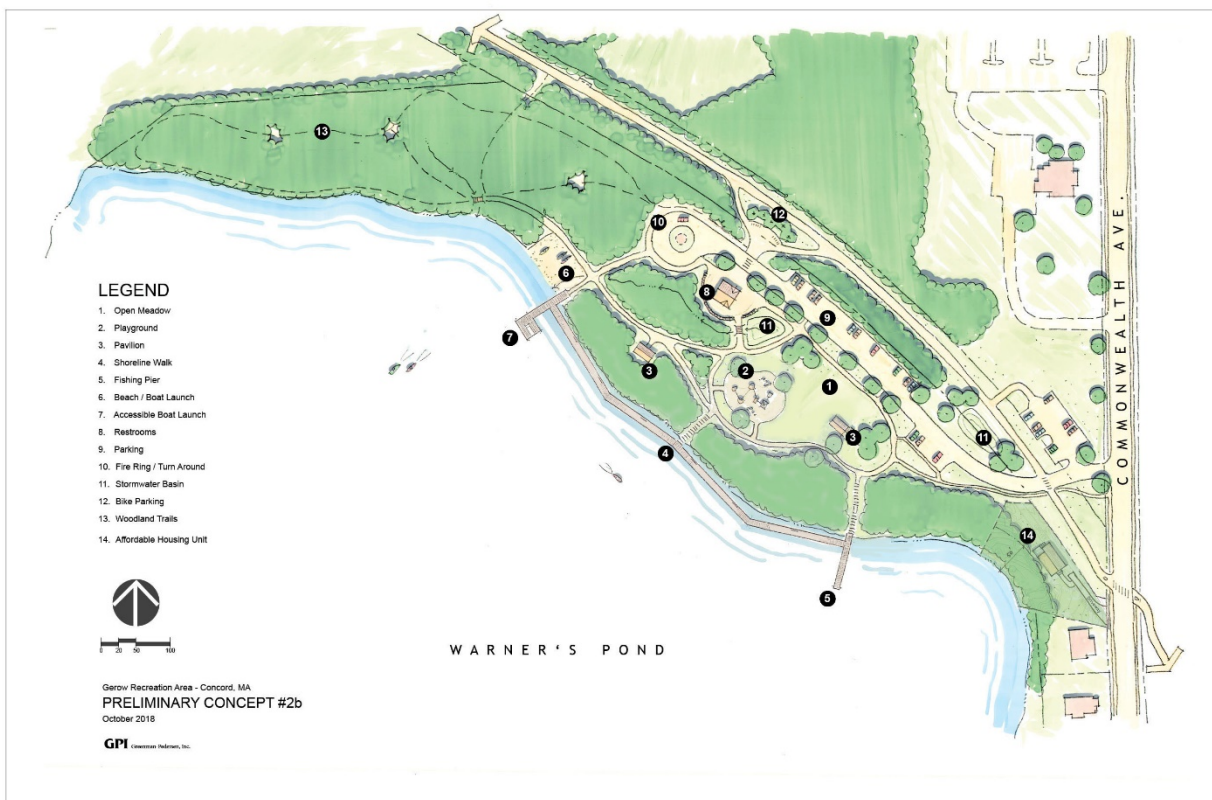 13
12
10
6
8
9
11
7
3
2
1
3
11
4
14
5
COMMONWEALTH AVE.
LEGEND
1. Open Meadow
2. Playground
3. Pavilion
4. Shoreline Walk
5. Fishing Pier
6. Beach / Boat Launch
7. Accessible Boat Launch
8. Restrooms
9. Parking
10. Fire Ring / Turn Around
11. Stormwater Basin
12. Bike Parking
13. Woodland Trails
14. Affordable Housing Unit
0 20 50 100
WARNER'S POND
Gerow Recreation Area - Concord, MA
PRELIMINARY CONCEPT #2b
October 2018
GPI Greenman-Pedersen, Inc.